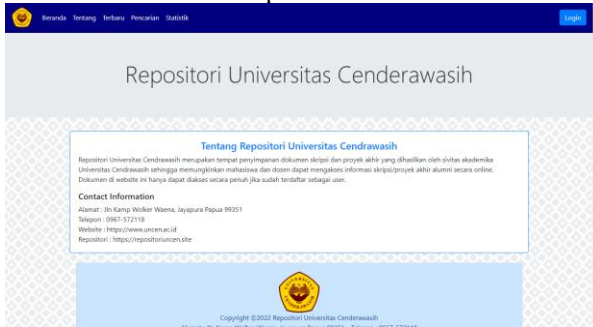 Beranda Tentang Terbaru Pencarian Statistik Login
Repositori Universitas Cenderawasih
Tentang Repositori Universitas Cendrawasih
Repositori Universitas Cendrawasih merupakan tempat penyimpanan dokumen skripsi dan proyek akhir yang dihasilkan oleh sivitas akademika
Universitas Cendrawasih sehingga memungkinkan mahasiswa dan dosen dapat mengakses informasi skripsi/proyek akhir alumni secara online.
Dokumen di website ini hanya dapat diakses secara penuh jika sudah terdaftar sebagai user.
Contact Information
Alamat : Jln Kamp Wolker Waena, Jayapura Papua 99351
Telepon : 0967-572118
Website : https://www.uncen.ac.id
Repositori : https://repositoriuncen.site
Copyright ©2022 Repositori Universitas Cenderawasih